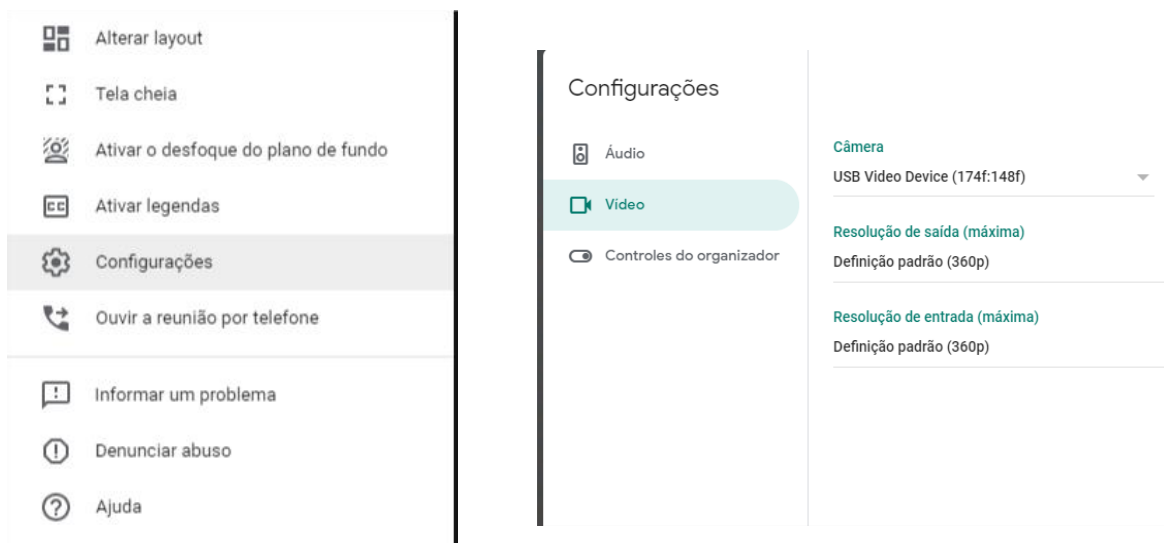 Alterar layout
Tela cheia
Ativar o desfoque do plano de fundo
CC Ativar legendas
Configurações
Ouvir a reunião por telefone
Informar um problema
Denunciar abuso
Ajuda
Configurações
Áudio
Vídeo
Controles do organizador
Câmera
USB Video Device (174f:148f)
Resolução de saída (máxima)
Definição padrão (360p)
Resolução de entrada (máxima)
Definição padrão (360p)